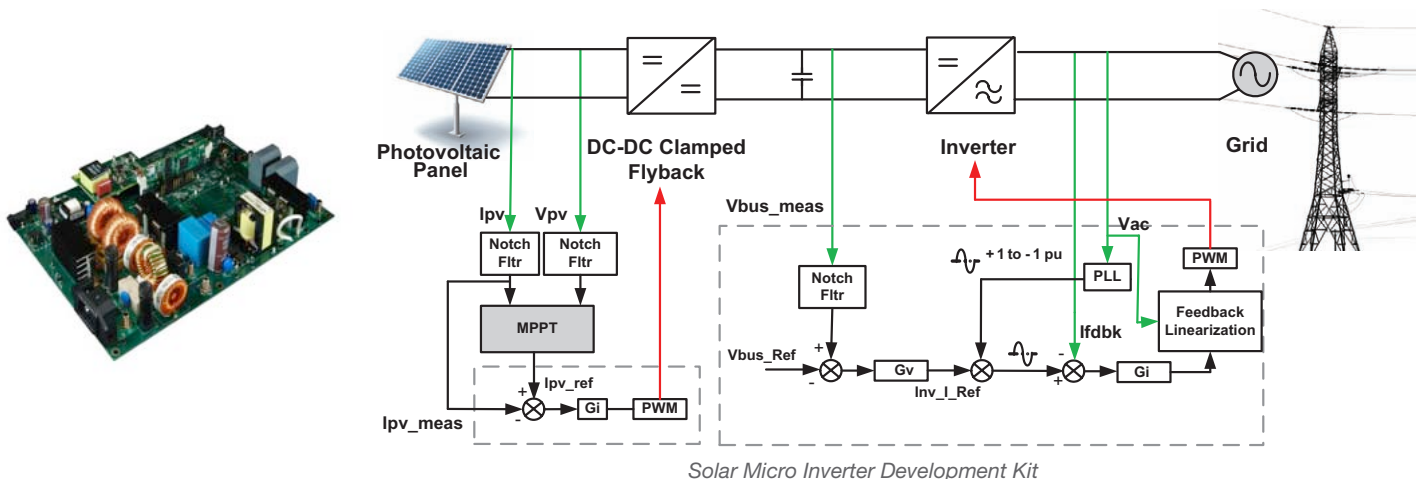 Photovoltaic
Panel
DC-DC Clamped
Flyback
Inverter
Grid
Ipv
Vpv
Vbus_meas
Vac
Notch
Fltr
Notch
Fltr
Notch
Fltr
+ 1 to - 1 pu
PLL
PWM
MPPT
Feedback
Linearization
Ifdbk
Vbus_Ref
+
-
Gv
Inv_I_Ref
-
+
Gi
Ipv_ref
+
-
Gi
PWM
Ipv_meas
Solar Micro Inverter Development Kit